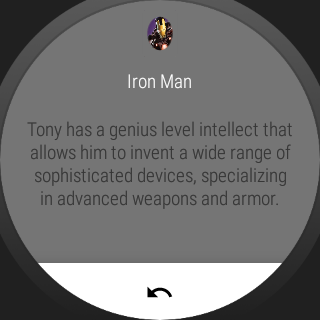 Iron Man
Tony has a genius level intellect that
allows him to invent a wide range of
sophisticated devices, specializing
in advanced weapons and armor.